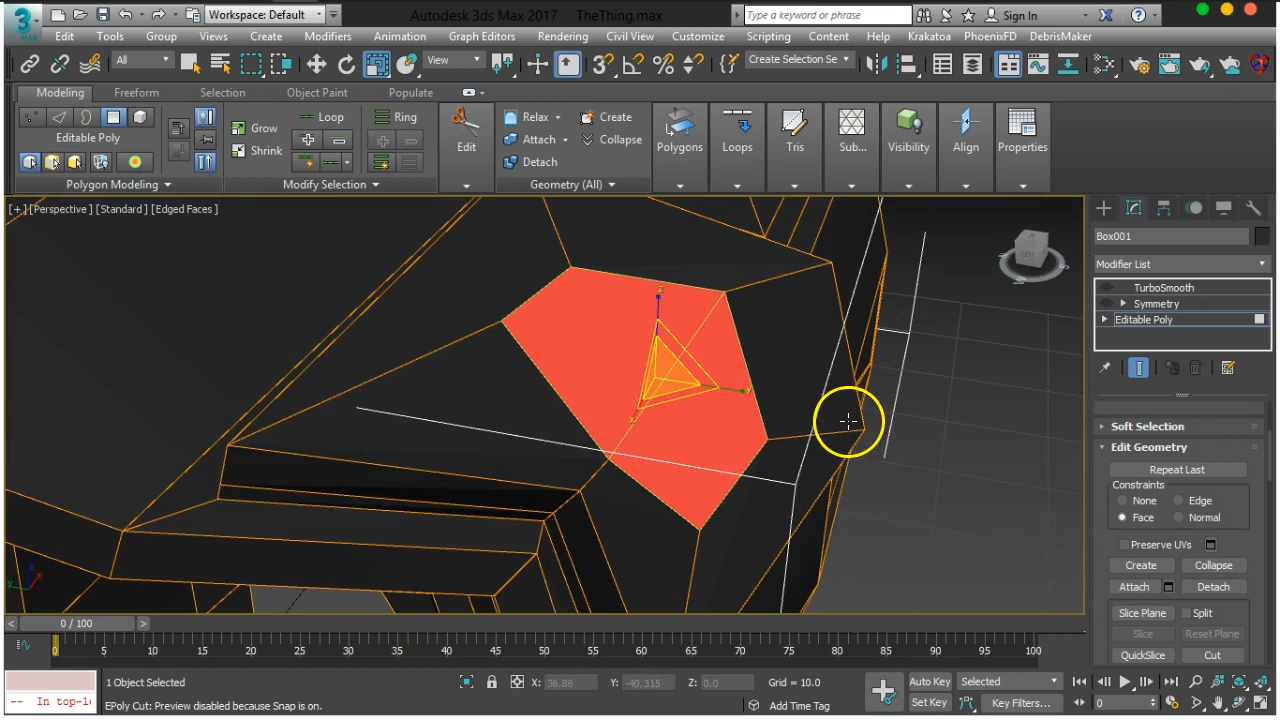 3
MAX
Workspace: Default
Autodesk 3ds Max 2017
TheThing.max
Type a keyword or phrase
Sign In
Edit
Tools
Group
Views
Create
Modifiers
Animation
Graph Editors
Rendering
Civil View
Customize
Scripting
Content
Help
Krakatoa
PhoenixFD
DebrisMaker
All
View
3
Create Selection Se
Modeling
Freeform
Selection
Object Paint
Populate
Editable Poly
Polygon Modeling
Grow
Shrink
Loop
Ring
Modify Selection
Edit
Relax
Create
Attach
Collapse
Detach
Geometry (All)
Polygons
Loops
Tris
Sub...
Visibility
Align
Properties
[+] [Perspective] [Standard] [Edged Faces]
z
y
x
LEFT
z
y
x
Box001
Modifier List
TurboSmooth
Symmetry
Editable Poly
Soft Selection
Edit Geometry
Repeat Last
Constraints
None
Edge
Face
Normal
Preserve UVs
Create
Collapse
Attach
Detach
Slice Plane
Split
Slice
Reset Plane
QuickSlice
Cut
0 / 100
0 5 10 15 20 25 30 35 40 45 50 55 60 65 70 75 80 85 90 95 100
1 Object Selected
X: 36.86
Y: -40,315
Z: 0.0
Grid = 10.0
Auto Key
Selected
-- In top-le
EPoly Cut: Preview disabled because Snap is on.
Add Time Tag
Set Key
Key Filters...
0